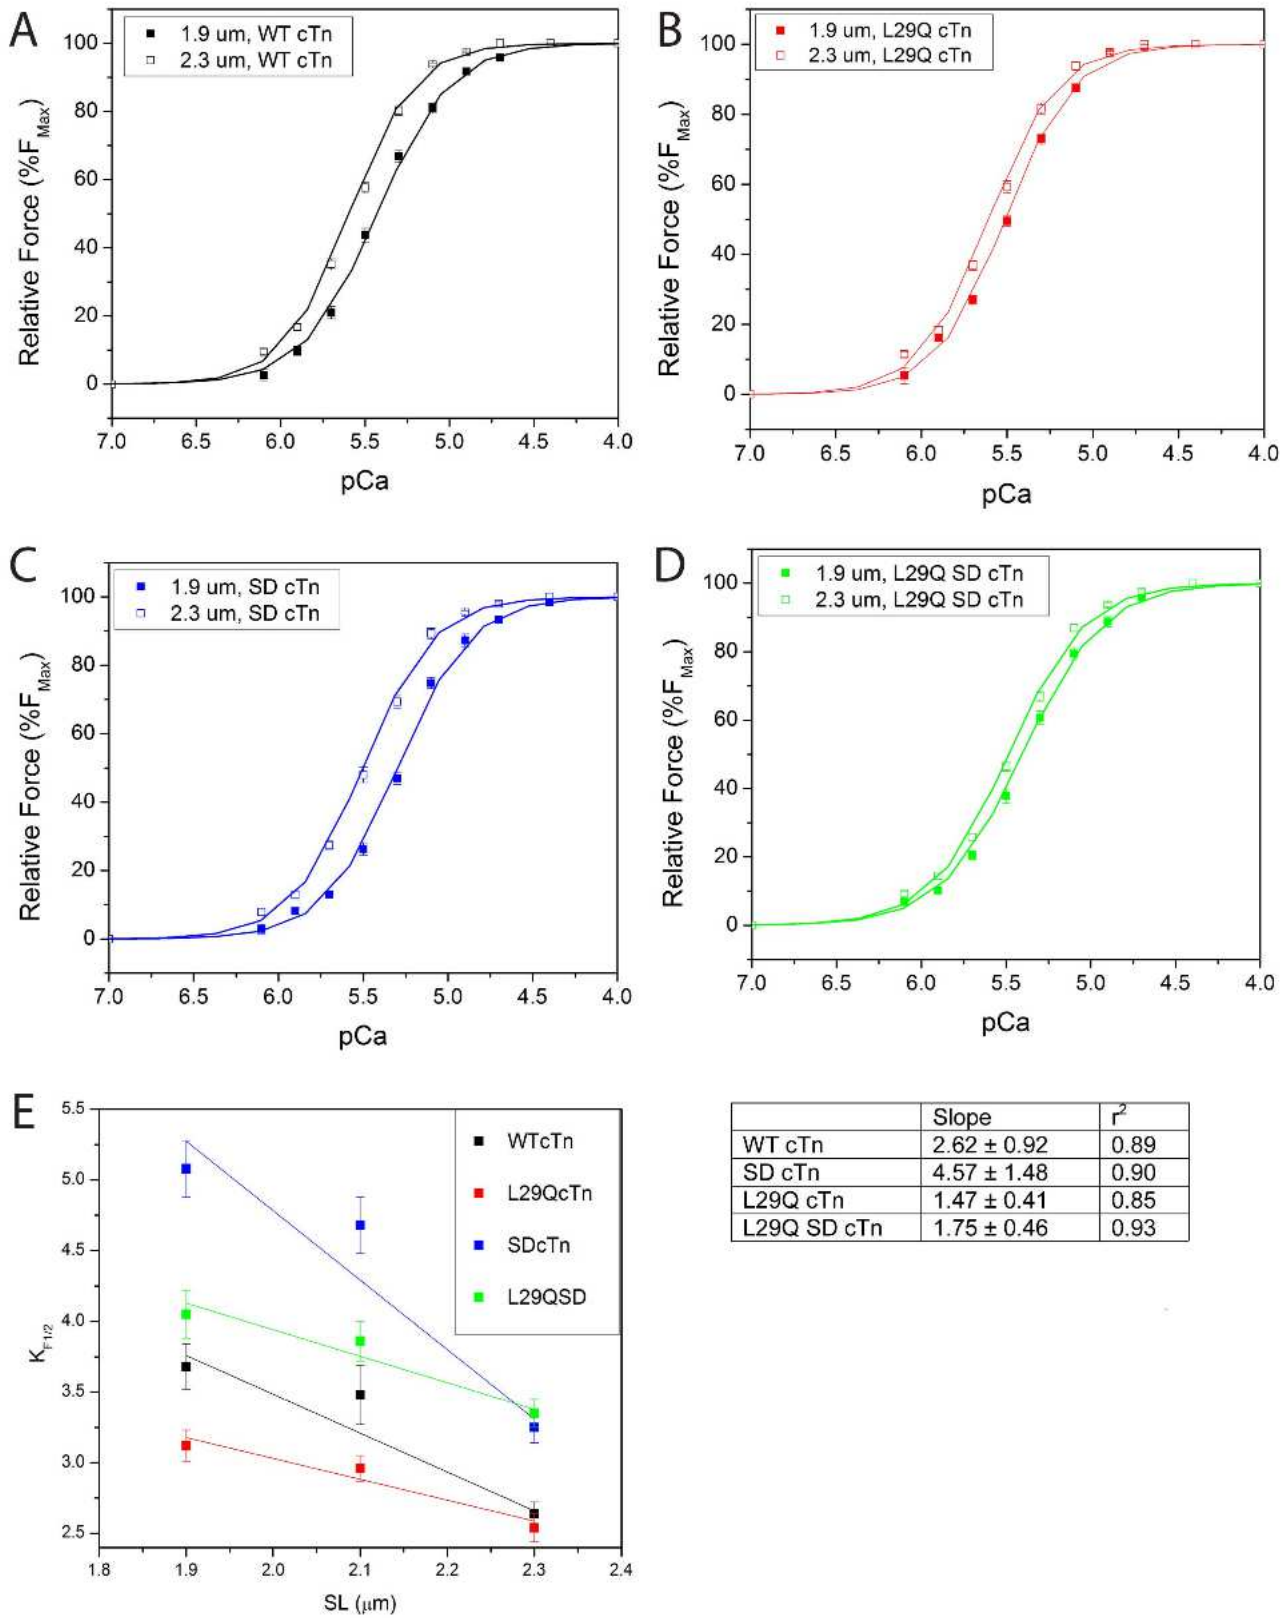 A
1.9 um, WT cTn
2.3 um, WT cTn
Relative Force (%F_Max)
100
80
60
40
20
0
7.0 6.5 6.0 5.5 5.0 4.5 4.0
pCa
B
1.9 um, L29Q cTn
2.3 um, L29Q cTn
Relative Force (%F_Max)
100
80
60
40
20
0
7.0 6.5 6.0 5.5 5.0 4.5 4.0
pCa
C
1.9 um, SD cTn
2.3 um, SD cTn
Relative Force (%F_Max)
100
80
60
40
20
0
7.0 6.5 6.0 5.5 5.0 4.5 4.0
pCa
D
1.9 um, L29Q SD cTn
2.3 um, L29Q SD cTn
Relative Force (%F_Max)
100
80
60
40
20
0
7.0 6.5 6.0 5.5 5.0 4.5 4.0
pCa
E
5.5
5.0
4.5
4.0
3.5
3.0
2.5
K_F1/2
WTcTn
L29QcTn
SDcTn
L29QSD
1.8 1.9 2.0 2.1 2.2 2.3 2.4
SL (μm)
Slope r²
WT cTn 2.62 ± 0.92 0.89
SD cTn 4.57 ± 1.48 0.90
L29Q cTn 1.47 ± 0.41 0.85
L29Q SD cTn 1.75 ± 0.46 0.93